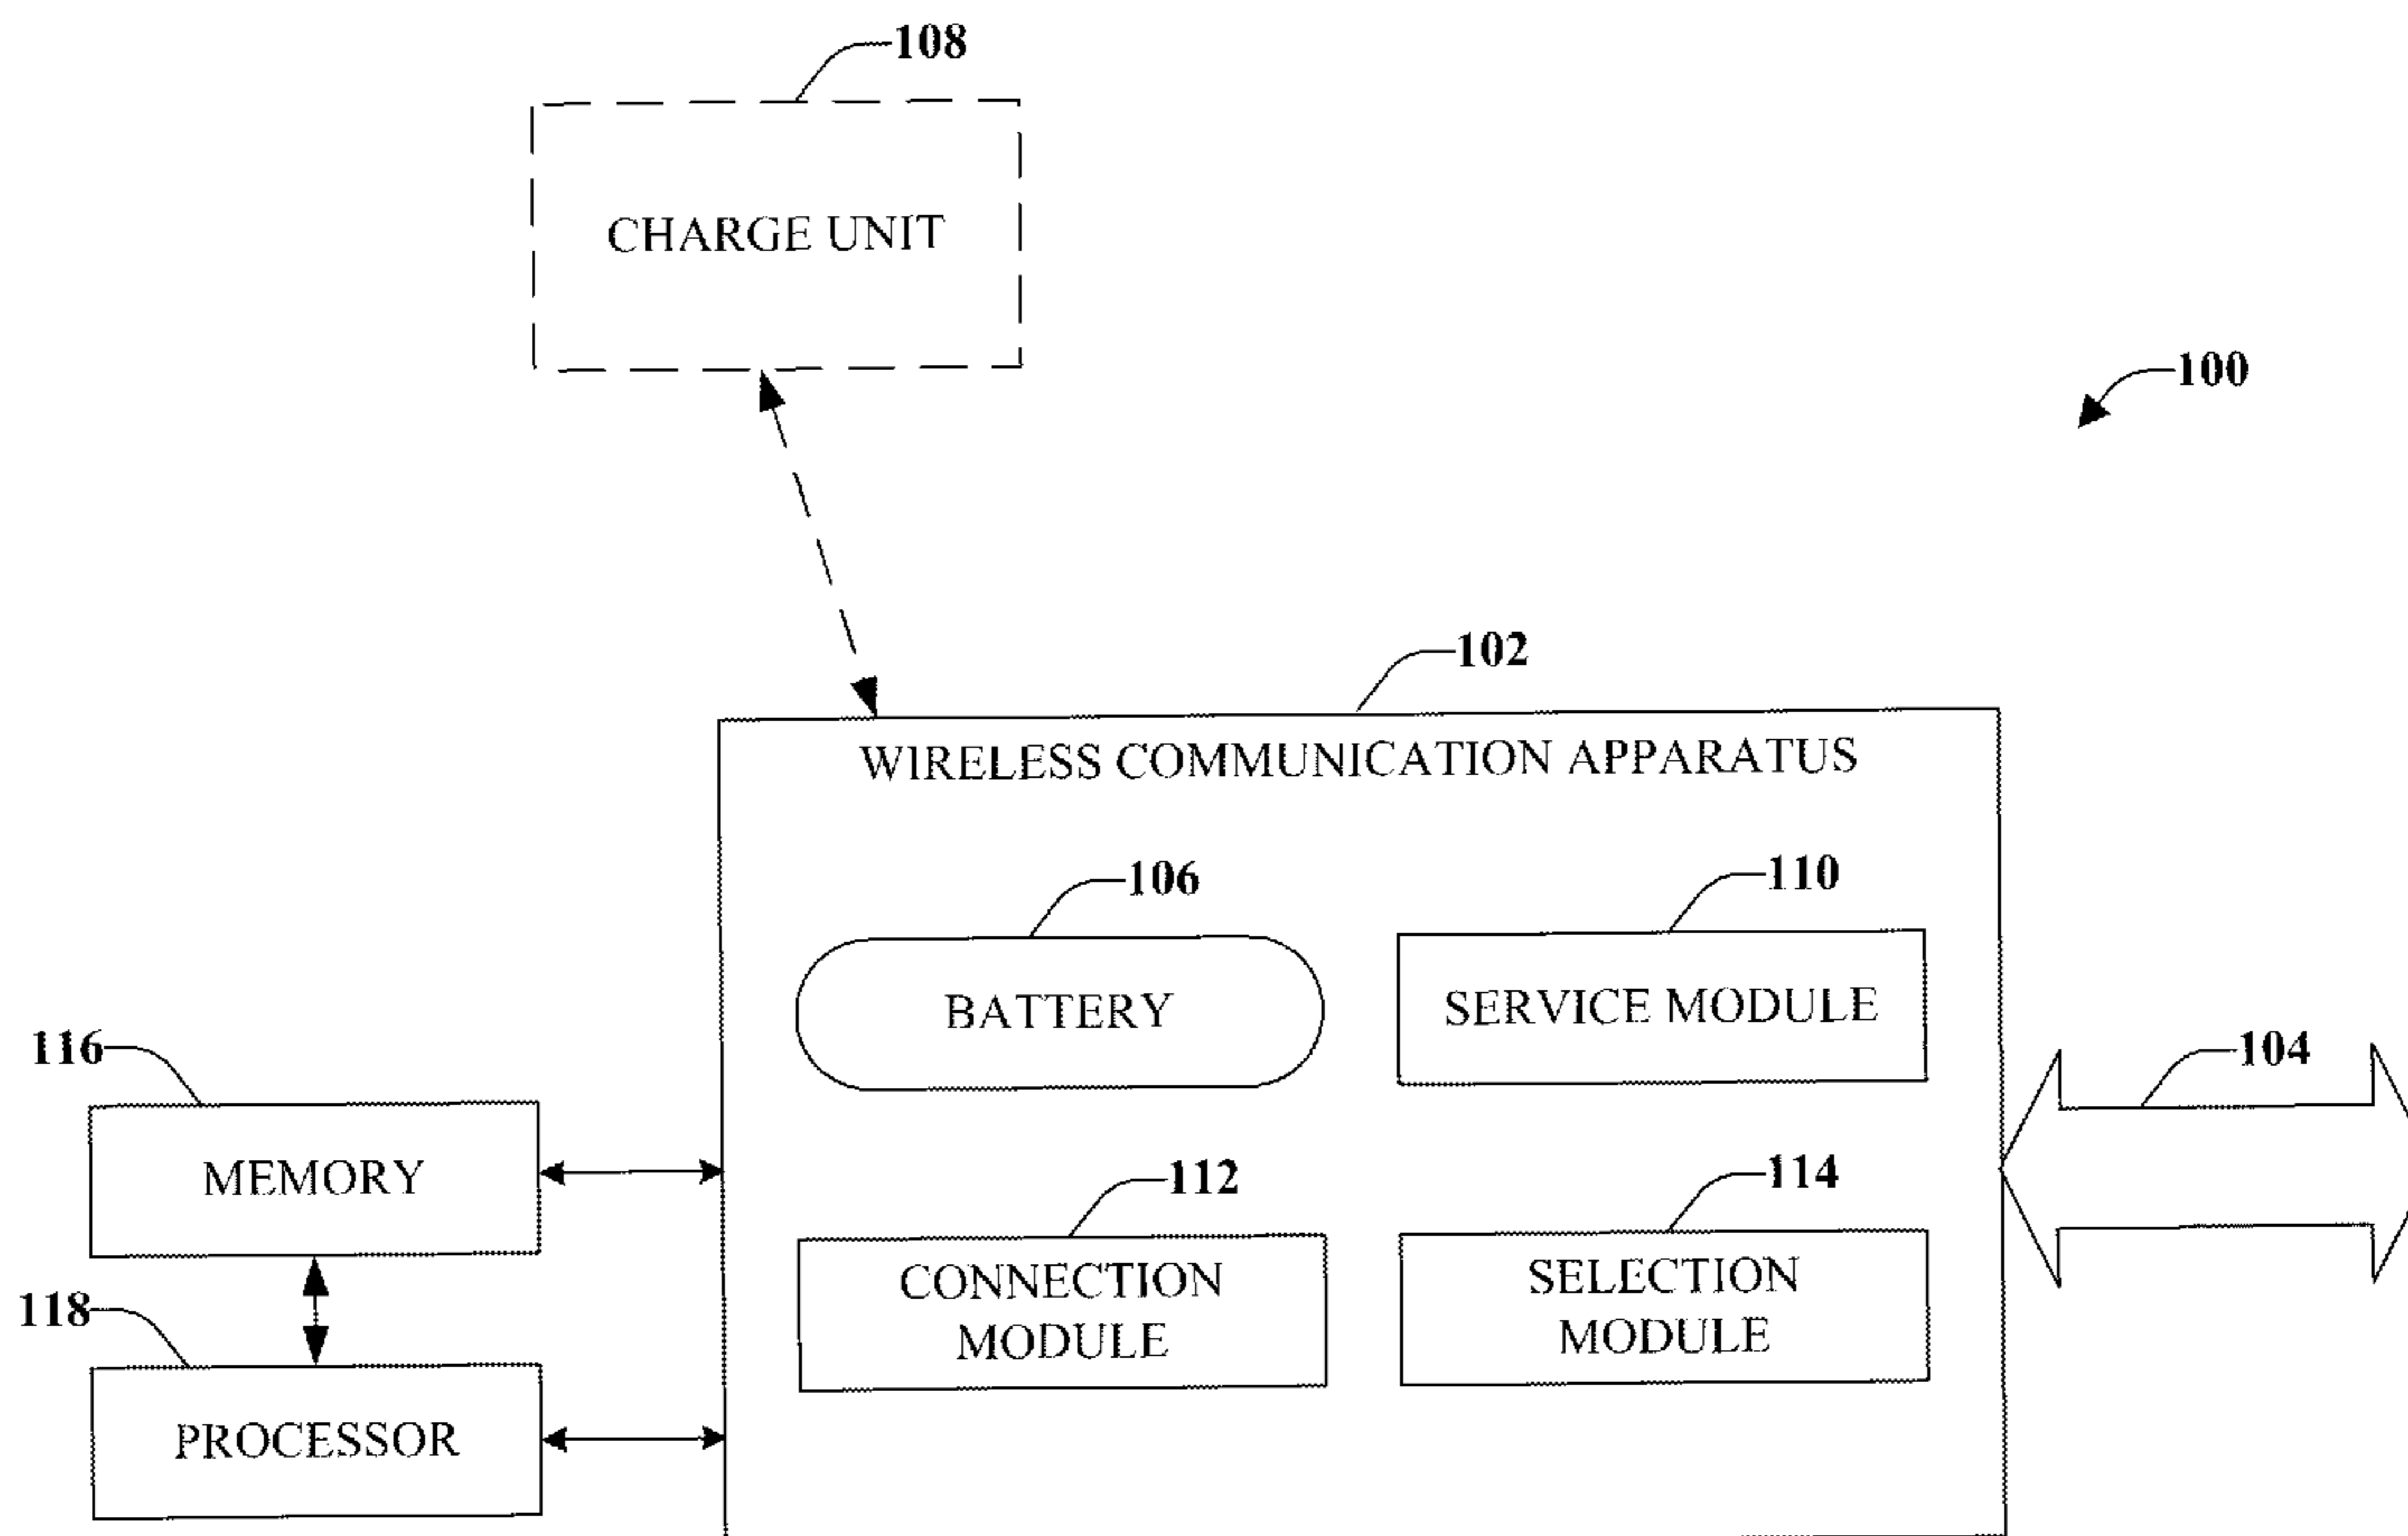 108
CHARGE UNIT
100
102
WIRELESS COMMUNICATION APPARATUS
106
110
BATTERY
SERVICE MODULE
116
104
MEMORY
112
114
CONNECTION
MODULE
SELECTION
MODULE
118
PROCESSOR